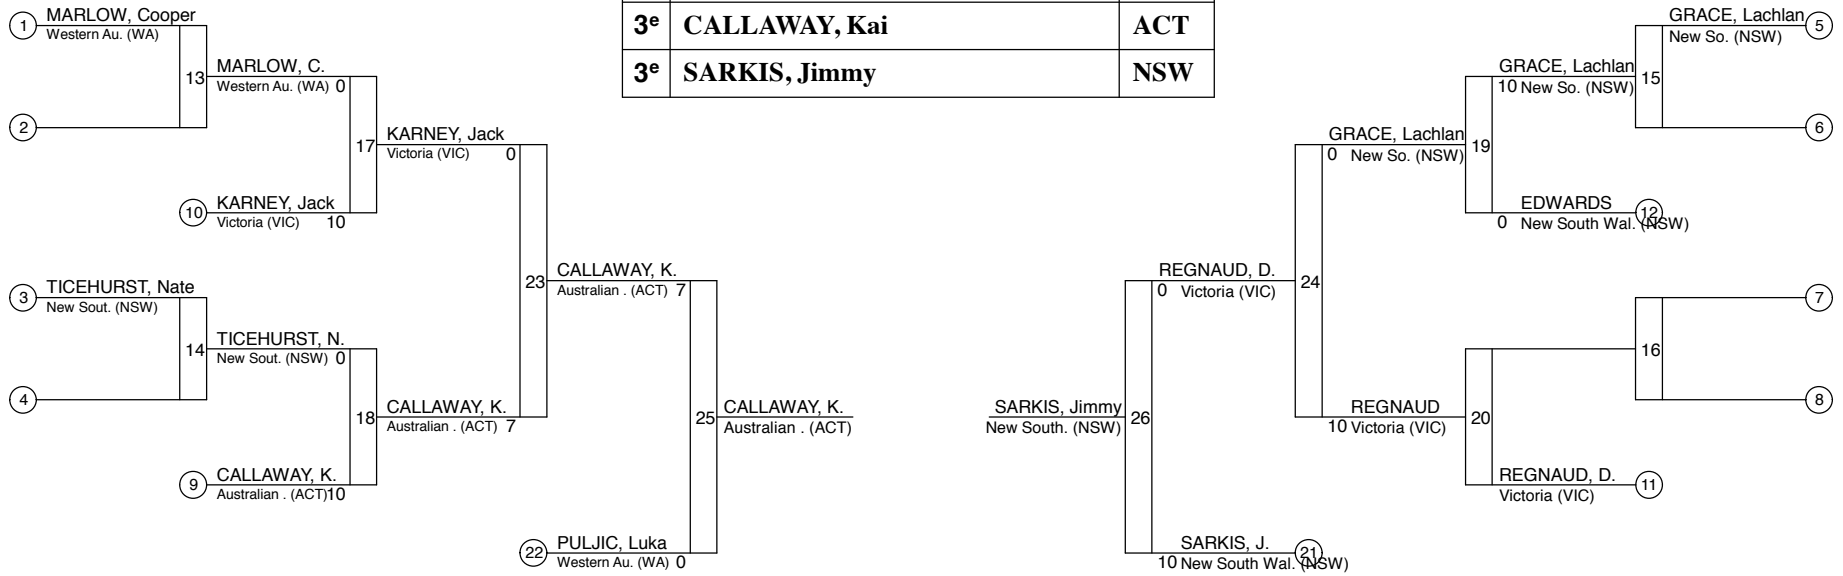 3e CALLAWAY, Kai ACT
3e SARKIS, Jimmy NSW
1 MARLOW, Cooper
Western Au. (WA)
13
MARLOW, C.
Western Au. (WA) 0
2
17
KARNEY, Jack
Victoria (VIC) 0
10 KARNEY, Jack
Victoria (VIC) 10
23
CALLAWAY, K.
Australian . (ACT) 7
3 TICEHURST, Nate
New Sout. (NSW)
14
TICEHURST, N.
New Sout. (NSW) 0
4
18
CALLAWAY, K.
Australian . (ACT) 7
9 CALLAWAY, K.
Australian . (ACT) 10
25
CALLAWAY, K.
Australian . (ACT)
22 PULJIC, Luka
Western Au. (WA) 0
GRACE, Lachlan 5
New So. (NSW)
15
GRACE, Lachlan
10 New So. (NSW)
6
19
GRACE, Lachlan
0 New So. (NSW)
EDWARDS 12
0 New South Wal. (NSW)
24
REGNAUD, D.
0 Victoria (VIC)
7
16
8
20
REGNAUD
10 Victoria (VIC)
REGNAUD, D. 11
Victoria (VIC)
26
SARKIS, Jimmy
New South. (NSW)
SARKIS, J. 21
10 New South Wal. (NSW)